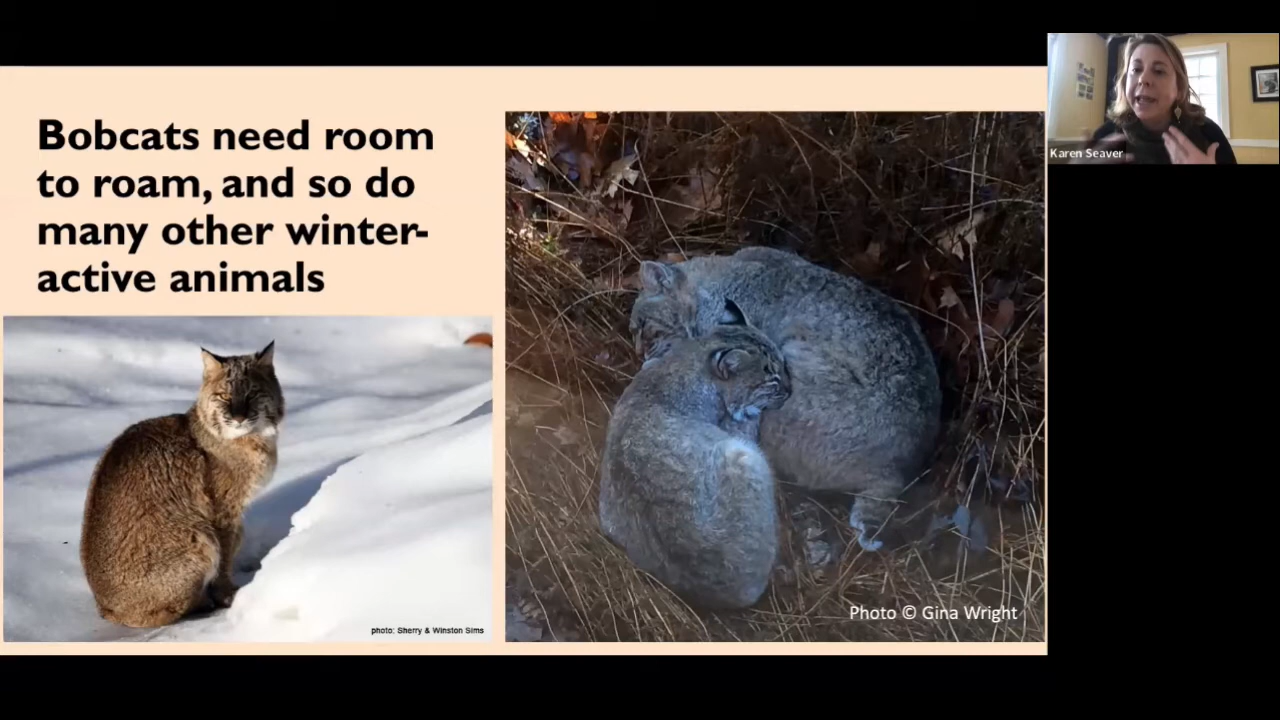 Bobcats need room
to roam, and so do
many other winter-
active animals
photo: Sherry & Winston Sims
Photo © Gina Wright
Karen Seaver